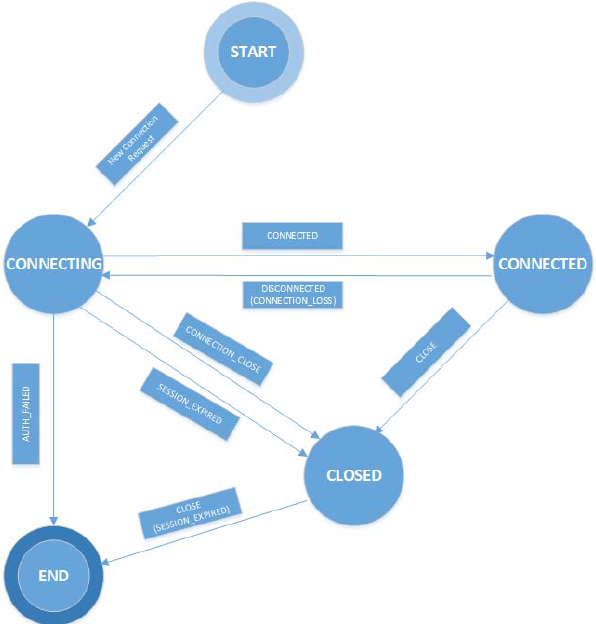 START
New Connection
Request
CONNECTED
CONNECTING
CONNECTED
DISCONNECTED
(CONNECTION_LOSS)
CONNECTION_CLOSE
CLOSE
SESSION_EXPIRED
AUTH_FAILED
CLOSED
CLOSE
(SESSION_EXPIRED)
END